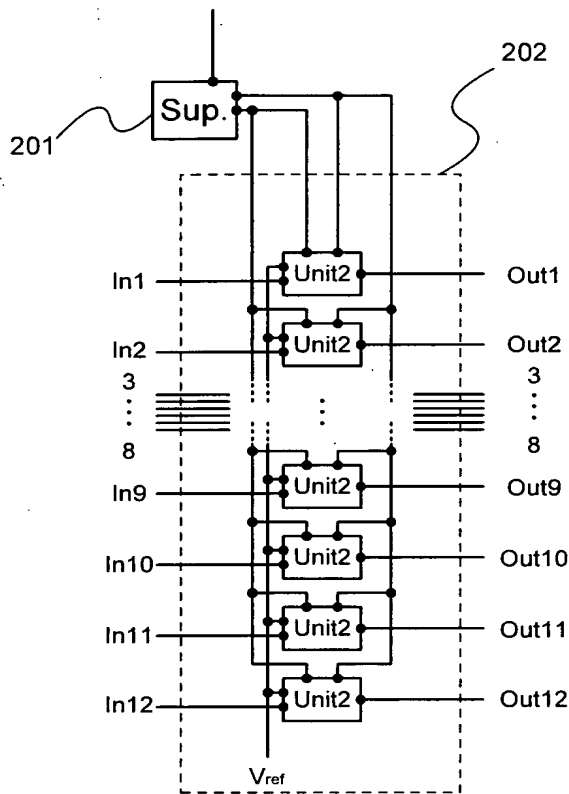 202
Sup.
201
In1 Unit2 Out1
In2 Unit2 Out2
3 3
8 8
In9 Unit2 Out9
In10 Unit2 Out10
In11 Unit2 Out11
In12 Unit2 Out12
Vref